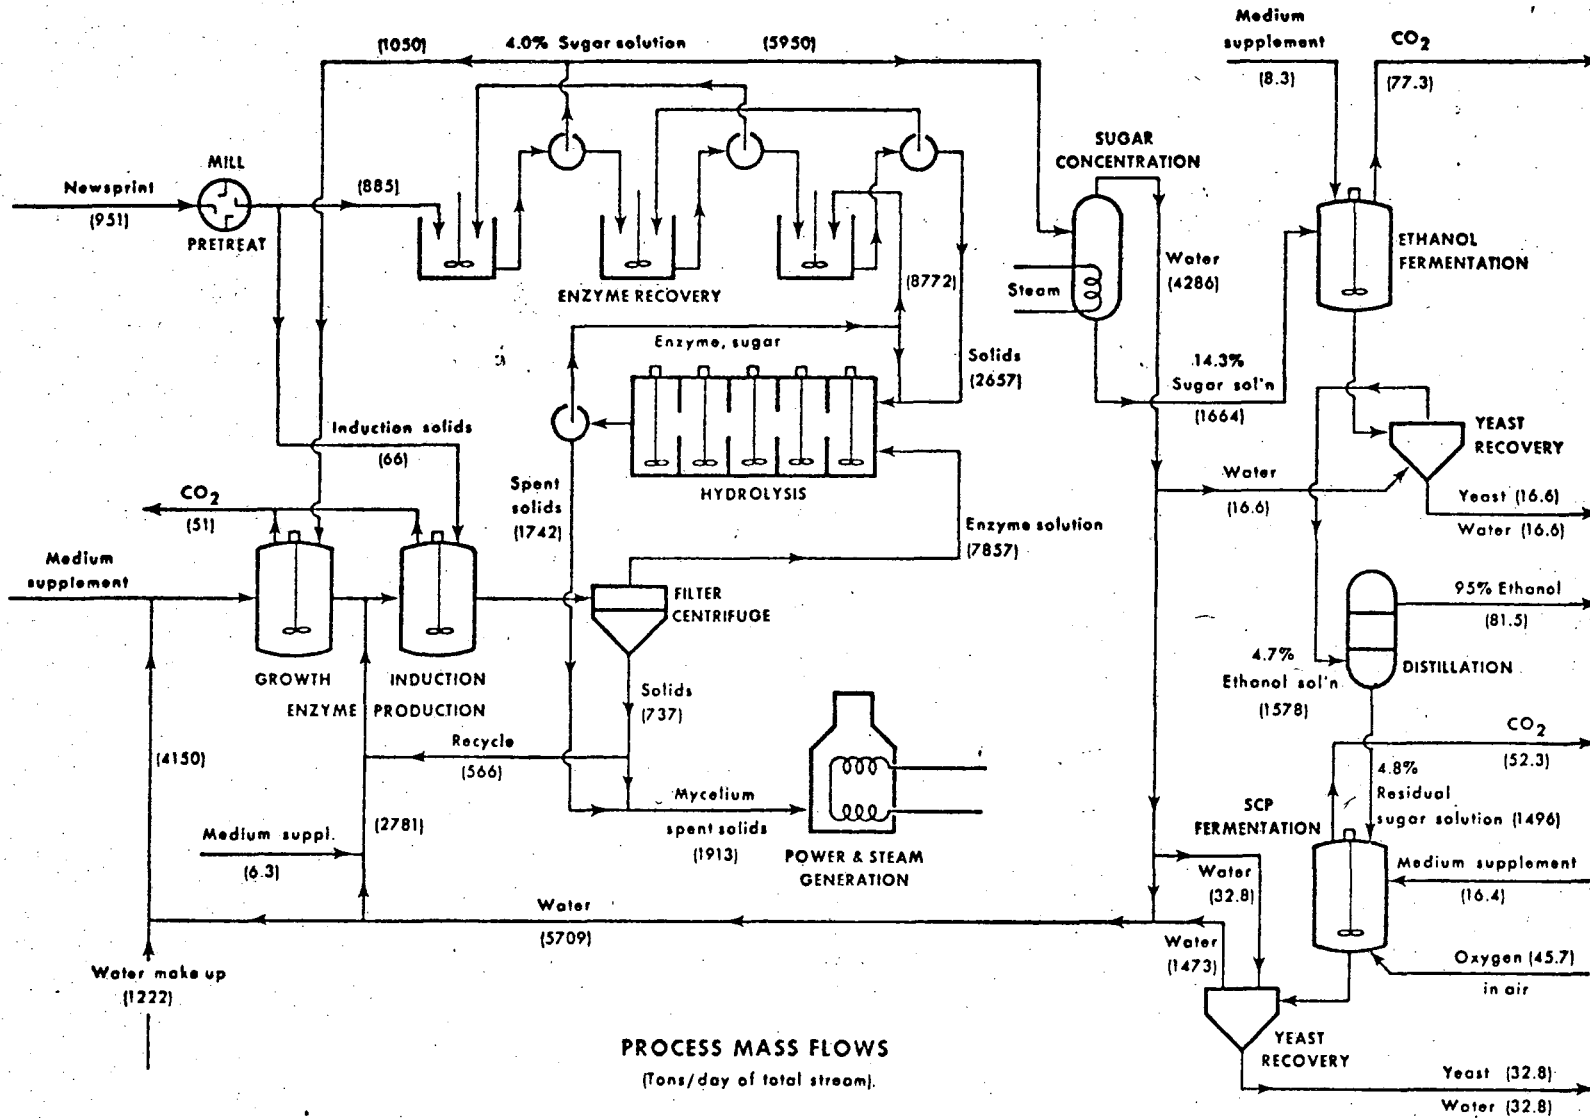 Medium
supplement
(8.3)
CO2
(77.3)
(1050)
4.0% Sugar solution
(5950)
MILL
Newsprint
(951)
PRETREAT
(885)
SUGAR
CONCENTRATION
ENZYME RECOVERY
(8772)
Steam
Water
(4286)
ETHANOL
FERMENTATION
Enzyme, sugar
Solids
(2657)
14.3%
Sugar sol'n
(1664)
Induction solids
(66)
YEAST
RECOVERY
HYDROLYSIS
Spent
solids
(1742)
Water
(16.6)
Yeast (16.6)
Water (16.6)
CO2
(51)
Enzyme solution
(7857)
Medium
supplement
FILTER
CENTRIFUGE
95% Ethanol
(81.5)
GROWTH
INDUCTION
ENZYME PRODUCTION
Solids
(737)
4.7%
Ethanol sol'n
(1578)
DISTILLATION
(4150)
Recycle
(566)
CO2
(52.3)
4.8%
Residual
sugar solution (1496)
Mycelium
spent solids
(1913)
SCP
FERMENTATION
Medium suppl.
(6.3)
(2781)
POWER & STEAM
GENERATION
Water
(32.8)
Medium supplement
(16.4)
Water
(5709)
Water
(1473)
Oxygen (45.7)
in air
Water make up
(1222)
YEAST
RECOVERY
PROCESS MASS FLOWS
(Tons/day of total stream).
Yeast (32.8)
Water (32.8)